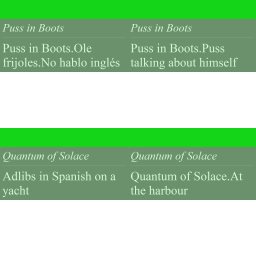 Puss in Boots
Puss in Boots
Puss in Boots.Ole
frijoles.No hablo inglés
Puss in Boots.Puss
talking about himself
Quantum of Solace
Quantum of Solace
Adlibs in Spanish on a
yacht
Quantum of Solace.At
the harbour